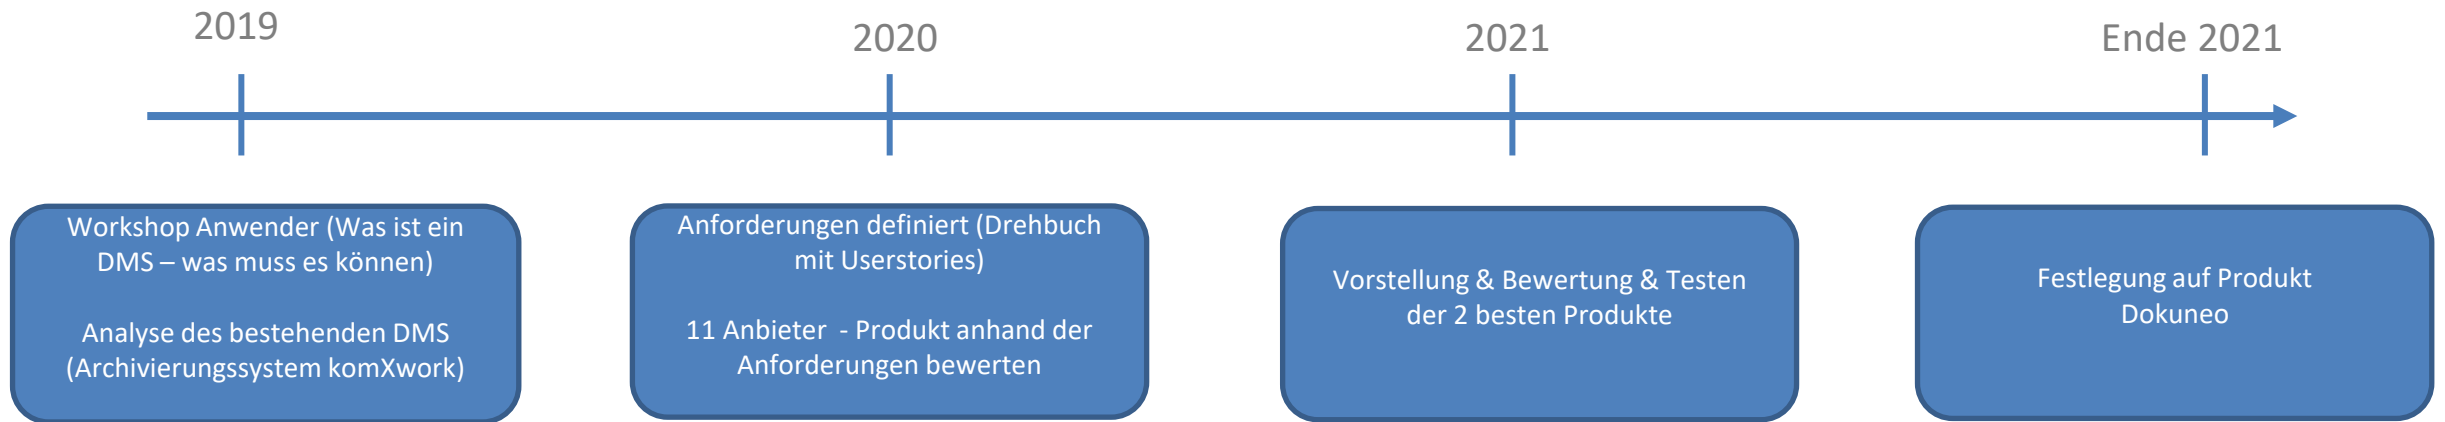 2019
2020
2021
Ende 2021
Workshop Anwender (Was ist ein
DMS – was muss es können)
Analyse des bestehenden DMS
(Archivierungssystem komXwork)
Anforderungen definiert (Drehbuch
mit Userstories)
11 Anbieter  - Produkt anhand der
Anforderungen bewerten
Vorstellung & Bewertung & Testen
der 2 besten Produkte
Festlegung auf Produkt
Dokuneo